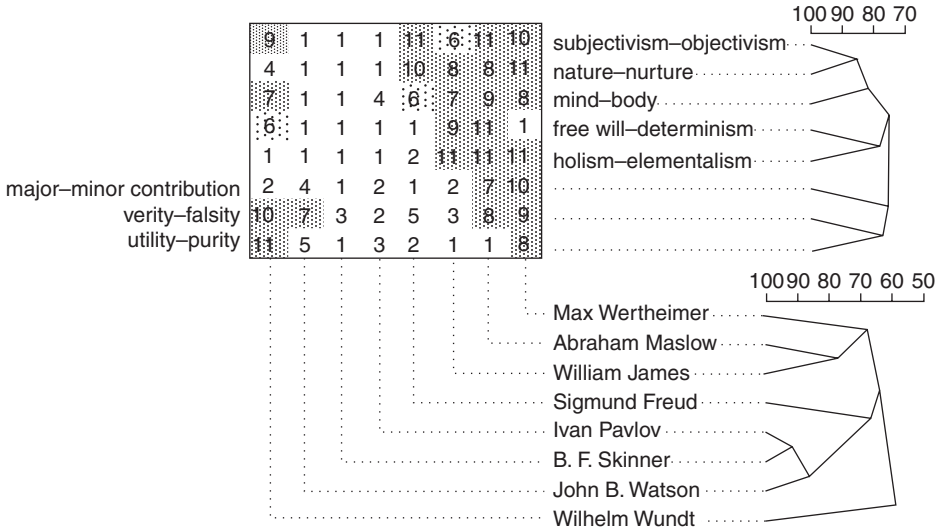 100 90 80 70
9 1 1 1 11 6 11 10 subjectivism–objectivism
4 1 1 1 10 8 8 11 nature–nurture
7 1 1 4 6 7 9 8 mind–body
6 1 1 1 1 9 11 1 free will–determinism
1 1 1 1 2 11 11 11 holism–elementalism
major–minor contribution 2 4 1 2 1 2 7 10
verity–falsity 10 7 3 2 5 3 8 9
utility–purity 11 5 1 3 2 1 1 8
100 90 80 70 60 50
Max Wertheimer
Abraham Maslow
William James
Sigmund Freud
Ivan Pavlov
B. F. Skinner
John B. Watson
Wilhelm Wundt